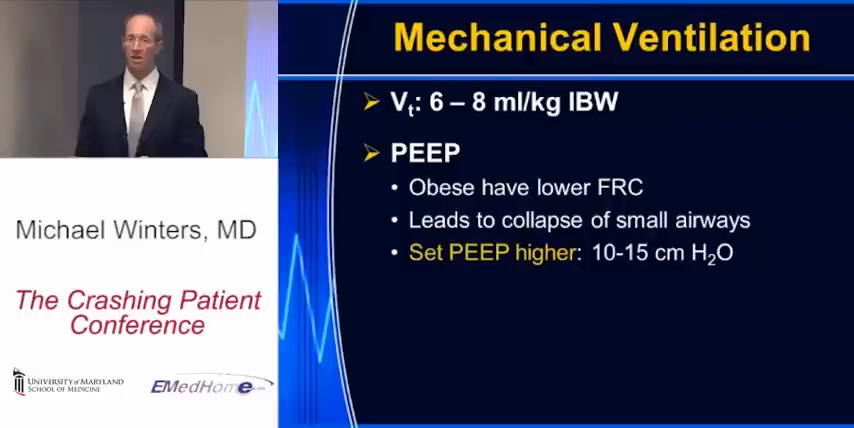 Mechanical Ventilation
➤ Vₜ: 6 – 8 ml/kg IBW
➤ PEEP
• Obese have lower FRC
• Leads to collapse of small airways
• Set PEEP higher: 10-15 cm H₂O
Michael Winters, MD
The Crashing Patient
Conference
UNIVERSITY of MARYLAND
SCHOOL OF MEDICINE
EMedHome